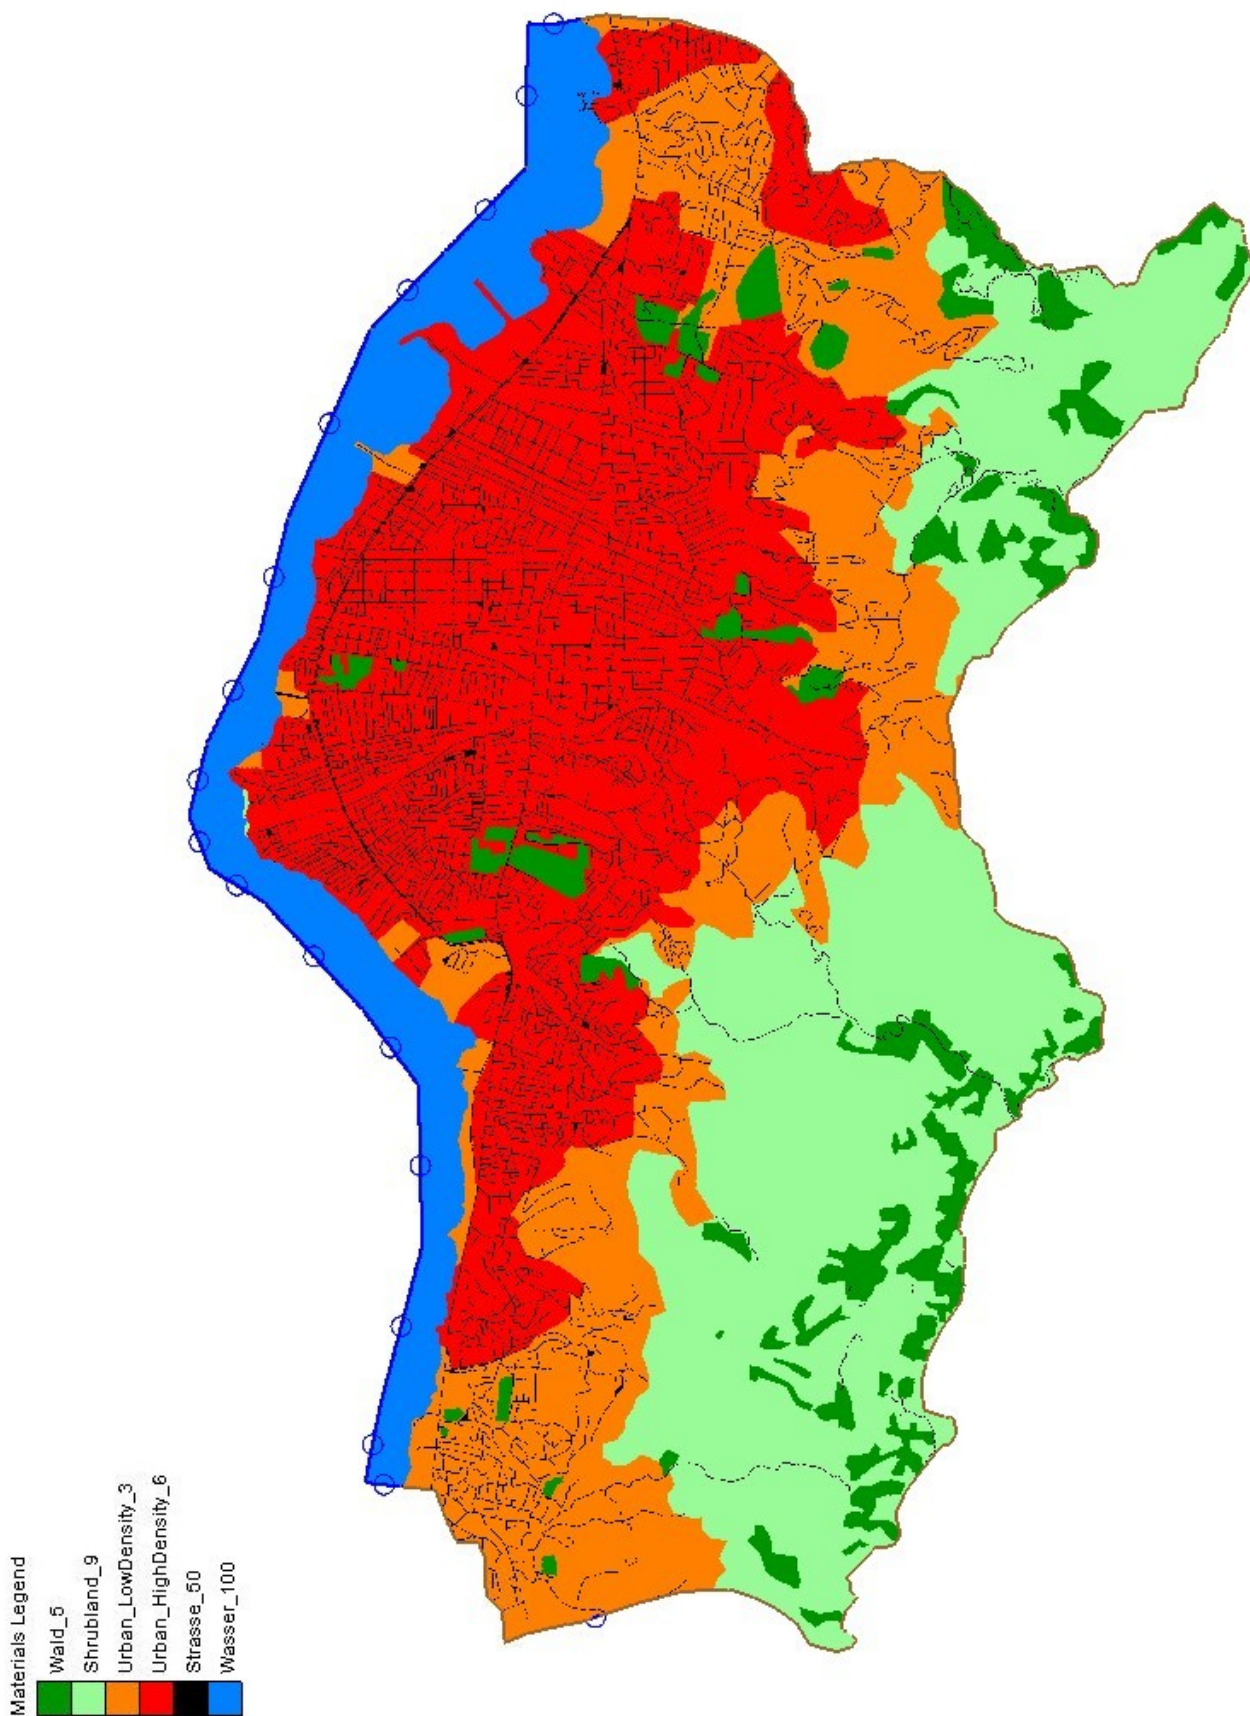 Materials Legend
Wald_5
Shrubland_9
Urban_LowDensity_3
Urban_HighDensity_6
Strasse_50
Wasser_100